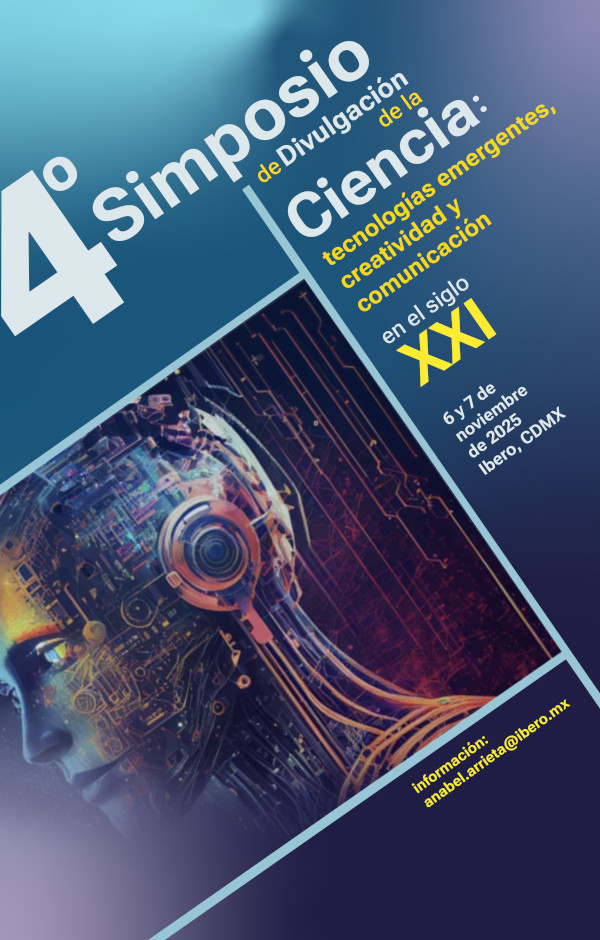 4º Simposio
de Divulgación
de la
Ciencia:
tecnologías emergentes,
creatividad y
comunicación
en el siglo
XXI
6 y 7 de
noviembre
de 2025
Ibero, CDMX
información:
anabel.arrieta@ibero.mx